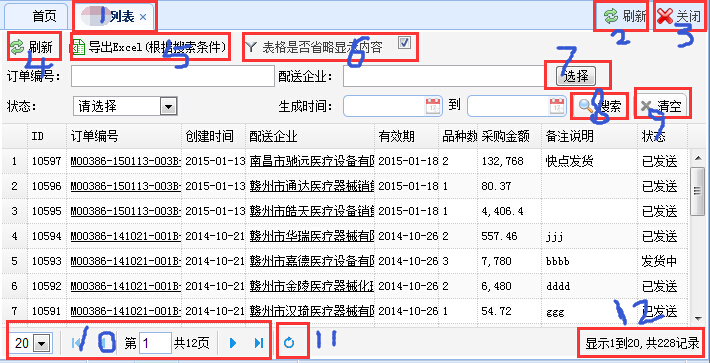 首页 1 列表 × 2 刷新 3 关闭
4 刷新 5 导出Excel(根据搜索条件) 6 表格是否省略显示内容
订单编号: 配送企业: 7 选择
状态: 请选择 生成时间: 到 8 搜索 9 清空
ID 订单编号 创建时间 配送企业 有效期 品种数 采购金额 备注说明 状态
1 10597 M00386-150113-003B- 2015-01-13 南昌市驰远医疗设备有限 2015-01-18 2 132,768 快点发货 已发送
2 10596 M00386-150113-003B- 2015-01-13 赣州市通达医疗器械销售 2015-01-18 1 80.37 已发送
3 10595 M00386-150113-003B- 2015-01-13 赣州市皓天医疗器械销售 2015-01-18 1 4,406.4 已发送
4 10594 M00386-141021-001B- 2014-10-21 赣州市华瑞医疗器械有限 2014-10-26 2 557.46 jjj 已发送
5 10593 M00386-141021-001B- 2014-10-21 赣州市嘉德医疗设备有限 2014-10-26 3 7,780 bbbb 发货中
6 10592 M00386-141021-001B- 2014-10-21 赣州市金陵医疗器械化玻 2014-10-26 2 6,480 dddd 已发送
7 10591 M00386-141021-001B- 2014-10-21 赣州市汉琦医疗器械有限 2014-10-26 1 54.72 ggg 已发送
20 10 第 1 共12页 11 12 显示1到20,共228记录